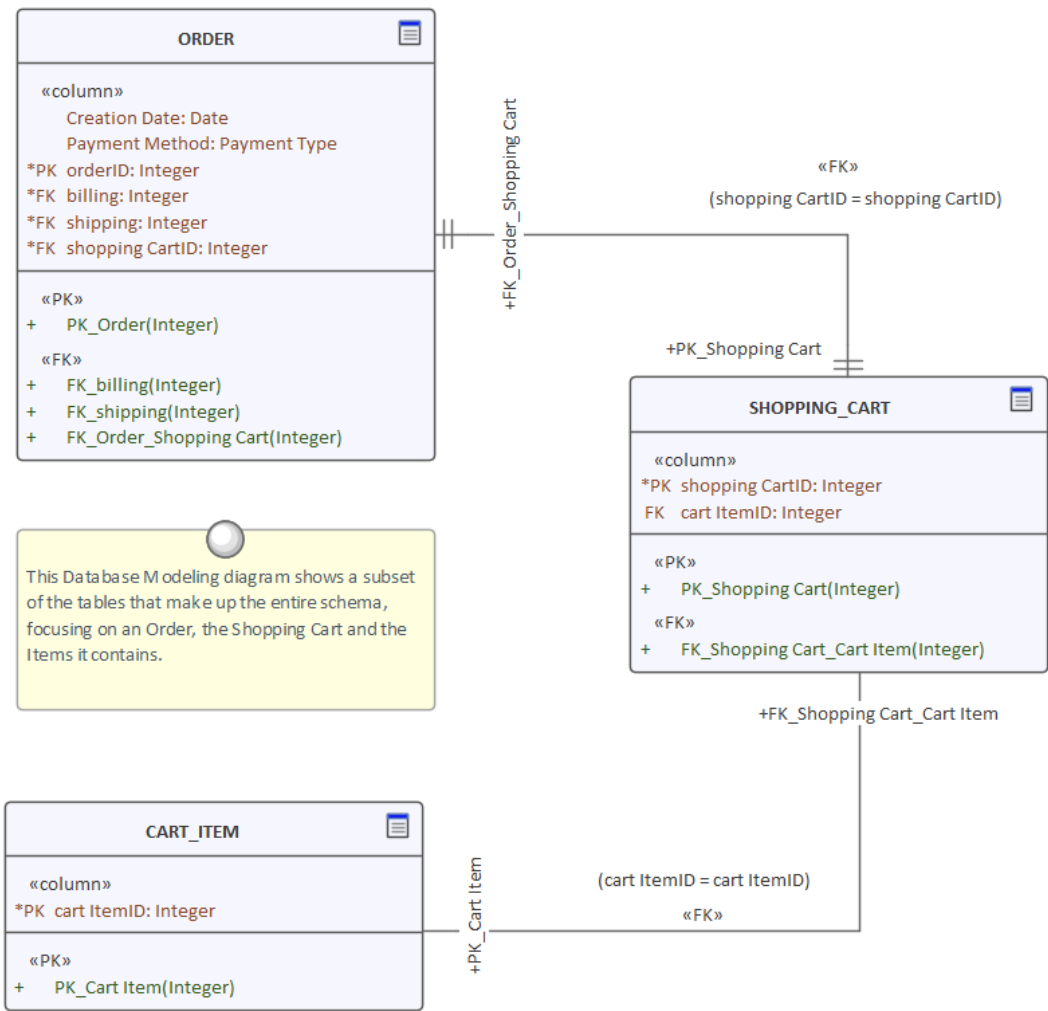 ORDER
«column»
Creation Date: Date
Payment Method: Payment Type
*PK orderID: Integer
*FK billing: Integer
*FK shipping: Integer
*FK shopping CartID: Integer
«PK»
+ PK_Order(Integer)
«FK»
+ FK_billing(Integer)
+ FK_shipping(Integer)
+ FK_Order_Shopping Cart(Integer)
+FK_Order_Shopping Cart
«FK»
(shopping CartID = shopping CartID)
+PK_Shopping Cart
SHOPPING_CART
«column»
*PK shopping CartID: Integer
FK cart ItemID: Integer
«PK»
+ PK_Shopping Cart(Integer)
«FK»
+ FK_Shopping Cart_Cart Item(Integer)
This Database Modeling diagram shows a subset
of the tables that make up the entire schema,
focusing on an Order, the Shopping Cart and the
Items it contains.
+FK_Shopping Cart_Cart Item
CART_ITEM
«column»
*PK cart ItemID: Integer
«PK»
+ PK_Cart Item(Integer)
+PK_Cart Item
(cart ItemID = cart ItemID)
«FK»